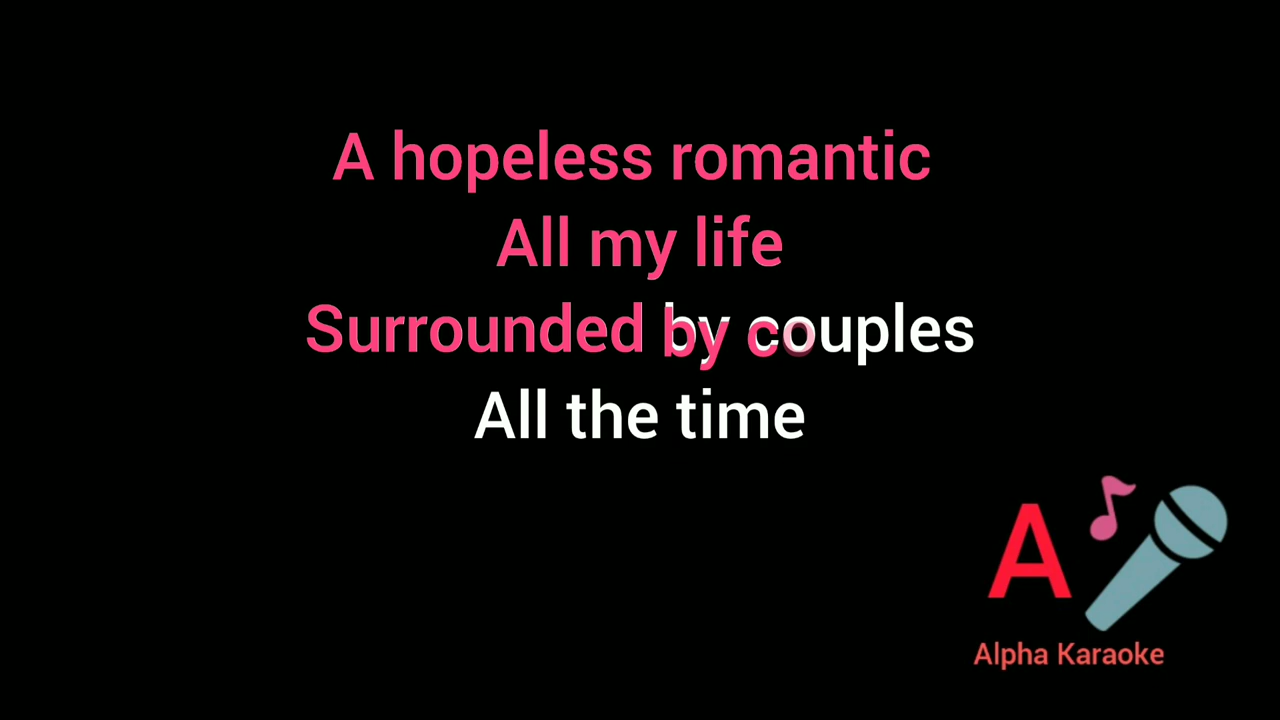 A hopeless romantic
All my life
Surrounded by couples
All the time
A
Alpha Karaoke